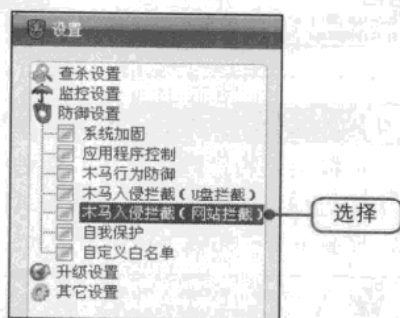 设置
查杀设置
监控设置
防御设置
系统加固
应用程序控制
木马行为防御
木马入侵拦截(U盘拦截)
木马入侵拦截(网站拦截)
选择
自我保护
自定义白名单
升级设置
其它设置